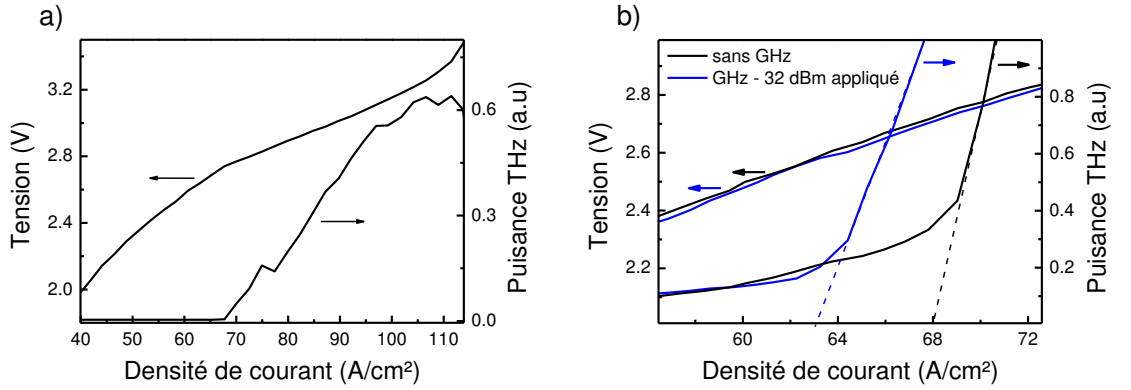 a)
Tension (V)
3.2
2.8
2.4
2.0
40 50 60 70 80 90 100 110
Densité de courant (A/cm²)
0.6
0.3
0.0
Puisance THz (a.u)
b)
sans GHz
GHz - 32 dBm appliqué
Tension (V)
2.8
2.6
2.4
2.2
60 64 68 72
Densité de courant (A/cm²)
0.8
0.6
0.4
0.2
Puisance THz (a.u)